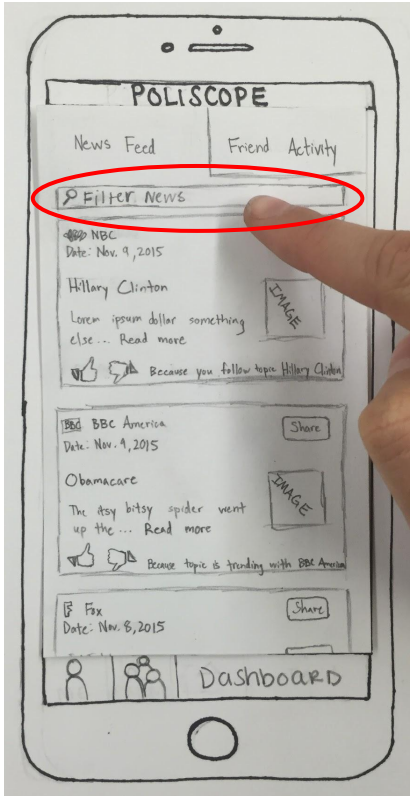 POLISCOPE
News Feed
Friend Activity
Filter News
NBC
Date: Nov. 9, 2015
Hillary Clinton
IMAGE
Lorem ipsum dollar something
else... Read more
Because you follow topic Hillary Clinton
BBC BBC America
Share
Date: Nov. 9, 2015
Obamacare
IMAGE
The itsy bitsy spider went
up the ... Read more
Because topic is trending with BBC America
F Fox
Share
Date: Nov. 8, 2015
DashBOARD